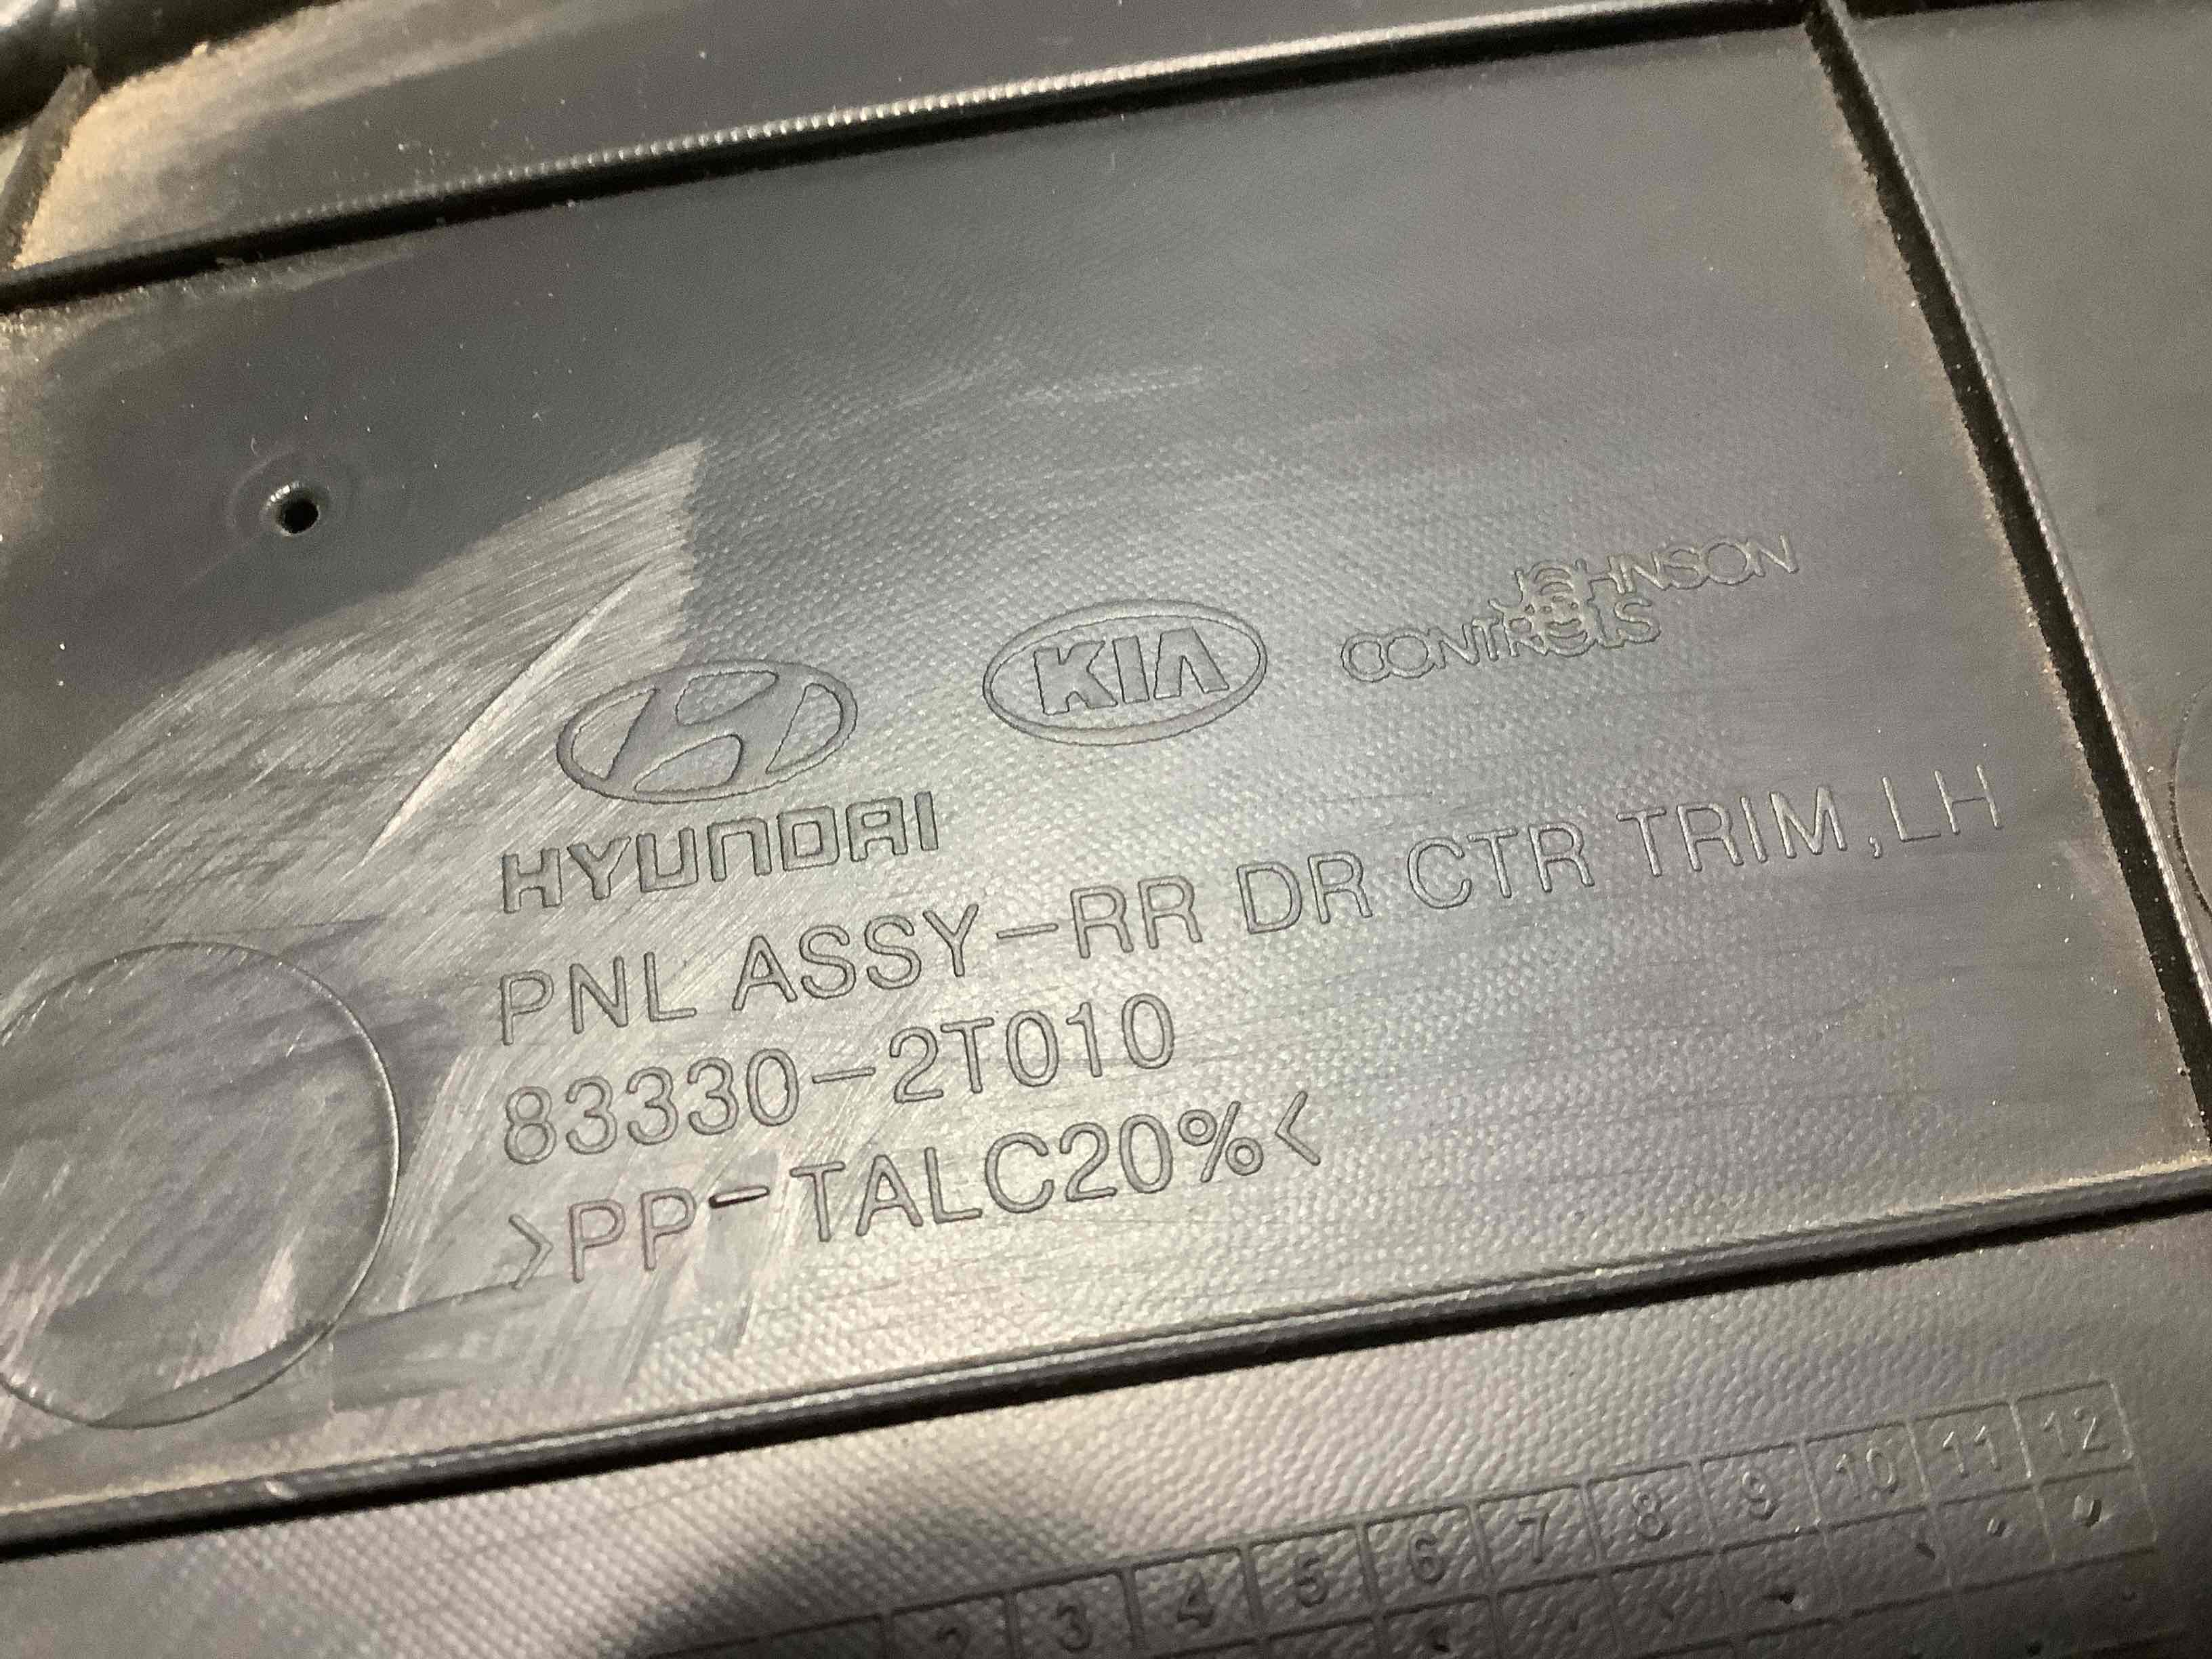 KIA
JOHNSON
CONTROLS
HYUNDAI
PNL ASSY-RR DR CTR TRIM,LH
83330-2T010
>PP-TALC20%<
2 3 4 5 6 7 8 9 10 11 12